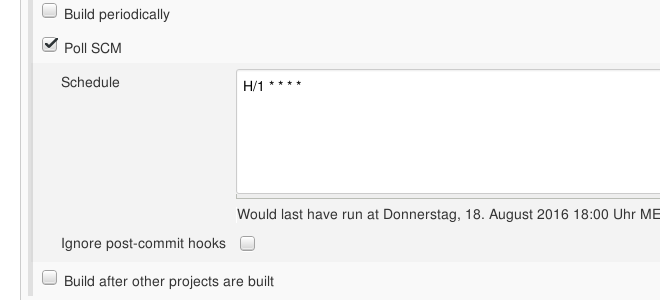 Build periodically
Poll SCM
Schedule
H/1 * * * *
Would last have run at Donnerstag, 18. August 2016 18:00 Uhr
Ignore post-commit hooks
Build after other projects are built